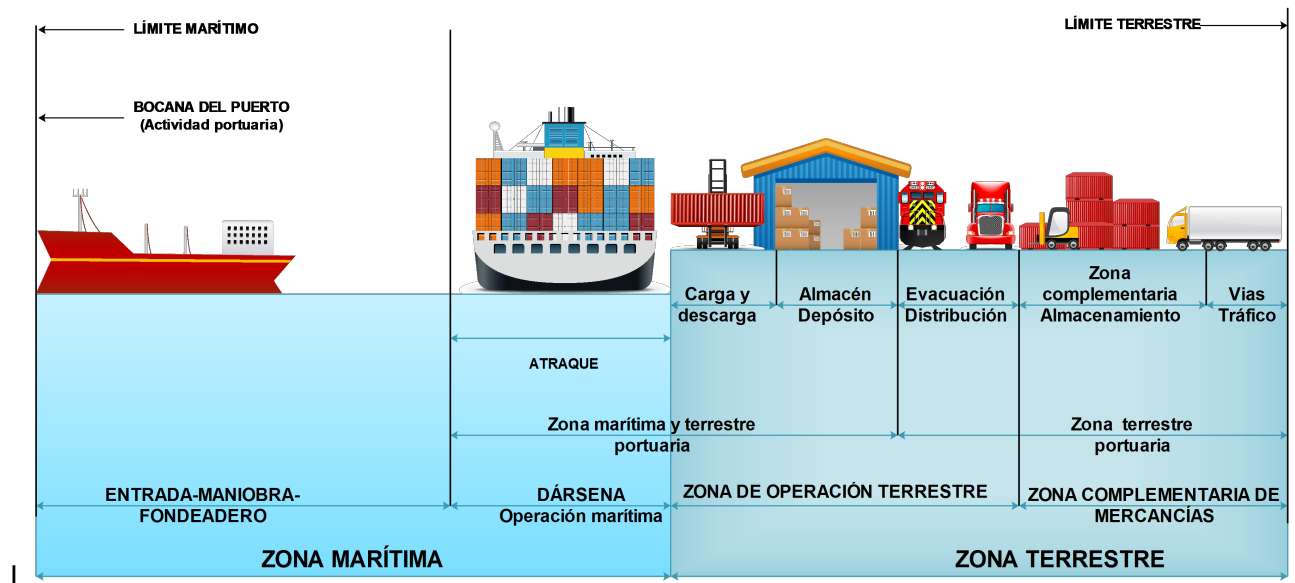 LÍMITE MARÍTIMO
LÍMITE TERRESTRE
BOCANA DEL PUERTO
(Actividad portuaria)
Carga y
descarga
Almacén
Depósito
Evacuación
Distribución
Zona
complementaria
Almacenamiento
Vias
Tráfico
ATRAQUE
Zona marítima y terrestre
portuaria
Zona terrestre
portuaria
ENTRADA-MANIOBRA-
FONDEADERO
DÁRSENA
Operación marítima
ZONA DE OPERACIÓN TERRESTRE
ZONA COMPLEMENTARIA DE
MERCANCÍAS
ZONA MARÍTIMA
ZONA TERRESTRE